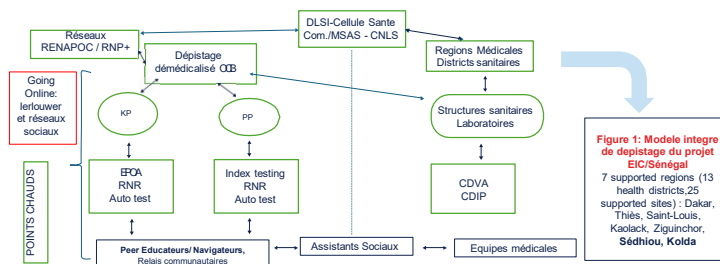 Réseaux
RENAPOC / RNP+
DLSI-Cellule Sante
Com./MSAS - CNLS
Regions Médicales
Districts sanitaires
Dépistage
démédicalisé OCB
Going
Online:
lerlouwer
et réseaux
sociaux
KP
PP
Structures sanitaires
Laboratoires
POINTS CHAUDS
EPOA
RNR
Auto test
Index testing
RNR
Auto test
CDVA
CDIP
Peer Educateurs/ Navigateurs,
Relais communautaires
Assistants Sociaux
Equipes médicales
Figure 1: Modele integre
de depistage du projet
EIC/Sénégal
7 supported regions (13
health districts,25
supported sites) : Dakar,
Thiès, Saint-Louis,
Kaolack, Ziguinchor,
Sédhiou, Kolda